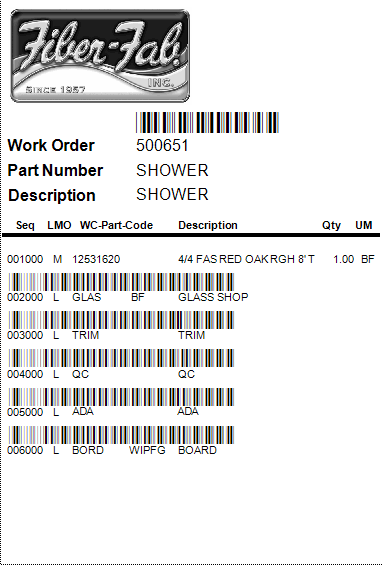 Fiber-Fab.
INC.
SINCE 1957
Work Order 500651
Part Number SHOWER
Description SHOWER
Seq LMO WC-Part-Code Description Qty UM
001000 M 12531620 4/4 FAS RED OAK RGH 8' T 1.00 BF
002000 L GLAS BF GLASS SHOP
003000 L TRIM TRIM
004000 L QC QC
005000 L ADA ADA
006000 L BORD WIPFG BOARD